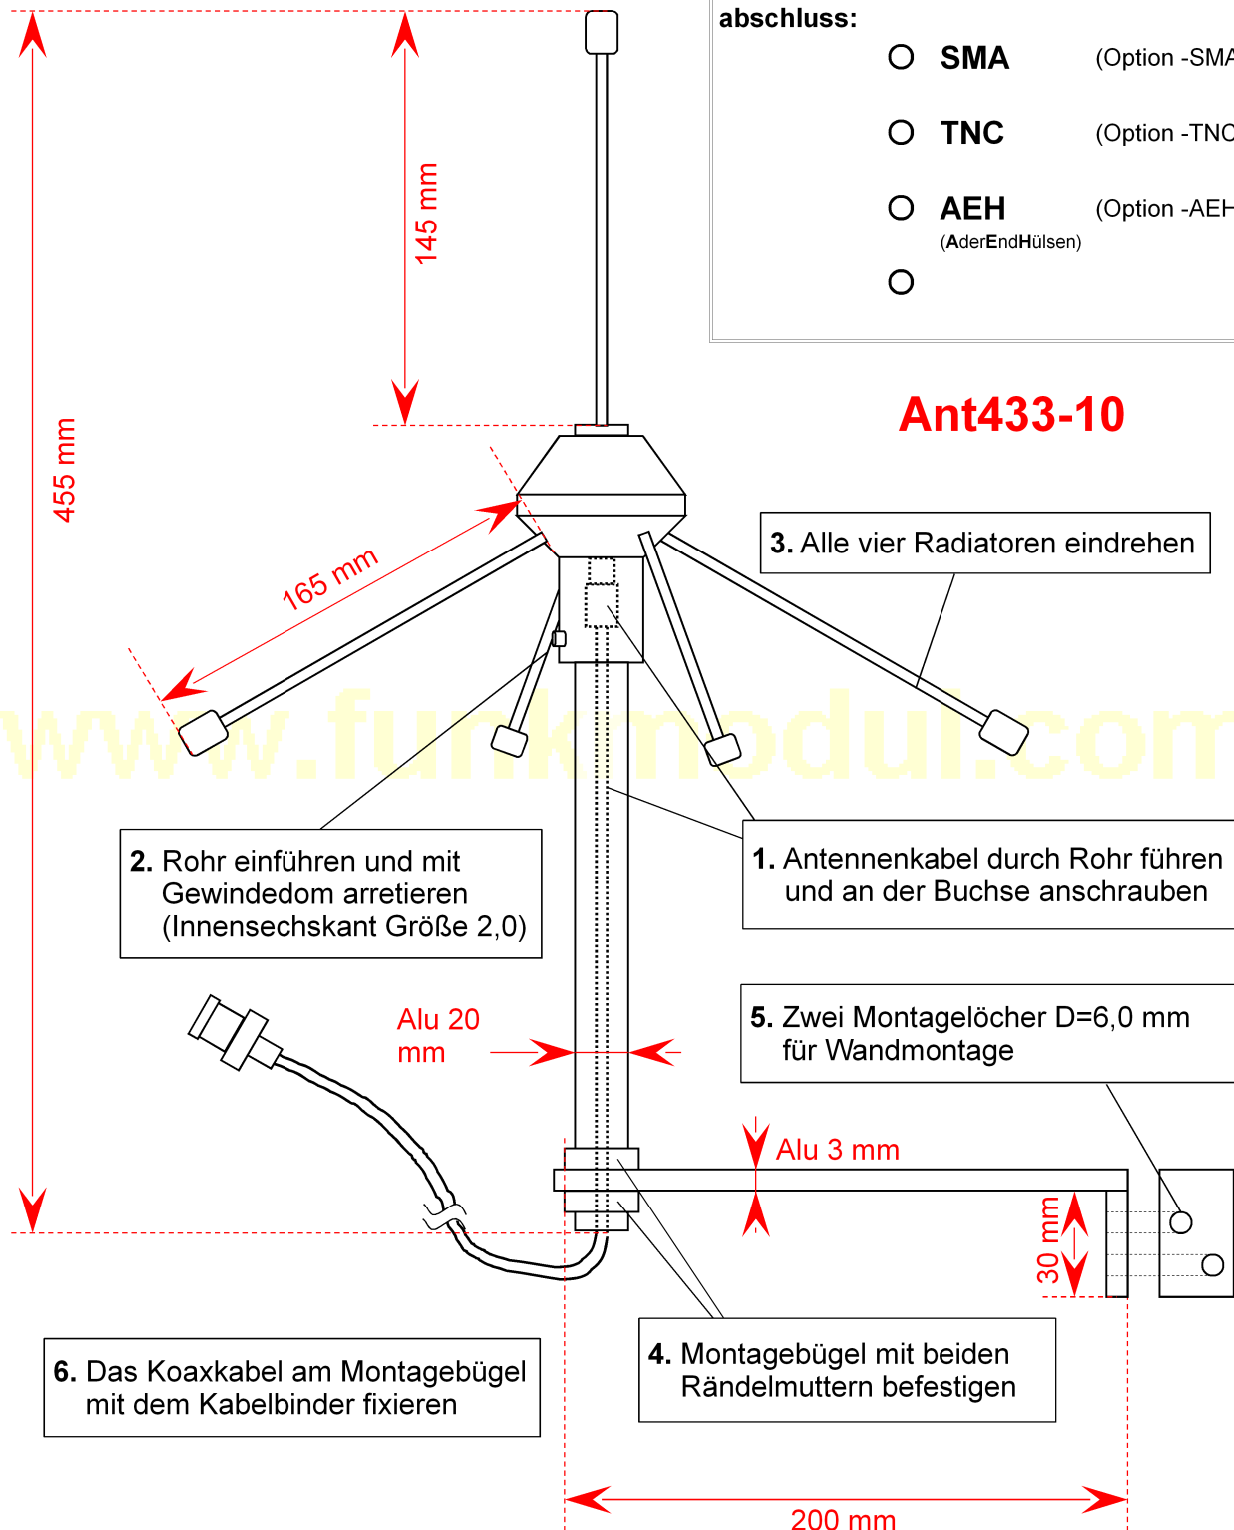 abschluss:
SMA (Option -SMA
TNC (Option -TNC
AEH (Option -AEH
(AderEndHülsen)
145 mm
Ant433-10
455 mm
3. Alle vier Radiatoren eindrehen
165 mm
www.funkmodul.com
2. Rohr einführen und mit
Gewindedom arretieren
(Innensechskant Größe 2,0)
1. Antennenkabel durch Rohr führen
und an der Buchse anschrauben
Alu 20
mm
5. Zwei Montagelöcher D=6,0 mm
für Wandmontage
Alu 3 mm
30 mm
6. Das Koaxkabel am Montagebügel
mit dem Kabelbinder fixieren
4. Montagebügel mit beiden
Rändelmuttern befestigen
200 mm